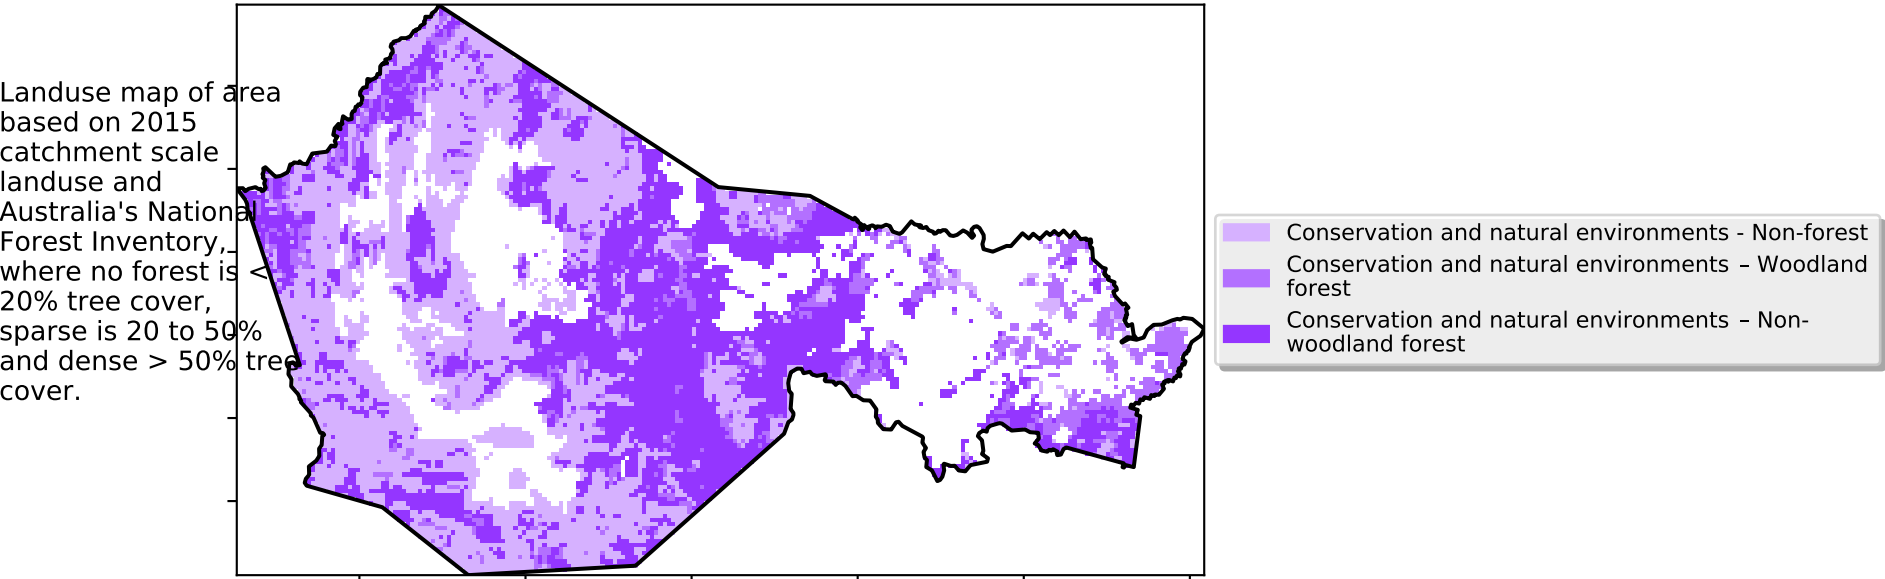 Landuse map of area
based on 2015
catchment scale
landuse and
Australia's National
Forest Inventory,
where no forest is <
20% tree cover,
sparse is 20 to 50%
and dense > 50% tree
cover.
Conservation and natural environments - Non-forest
Conservation and natural environments – Woodland
forest
Conservation and natural environments – Non-
woodland forest